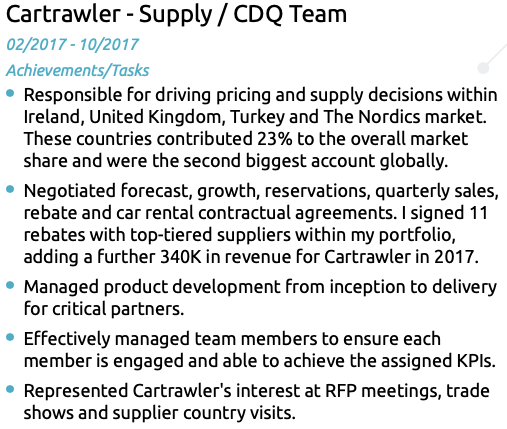 Cartrawler - Supply / CDQ Team
02/2017 - 10/2017
Achievements/Tasks
Responsible for driving pricing and supply decisions within
Ireland, United Kingdom, Turkey and The Nordics market.
These countries contributed 23% to the overall market
share and were the second biggest account globally.
Negotiated forecast, growth, reservations, quarterly sales,
rebate and car rental contractual agreements. I signed 11
rebates with top-tiered suppliers within my portfolio,
adding a further 340K in revenue for Cartrawler in 2017.
Managed product development from inception to delivery
for critical partners.
Effectively managed team members to ensure each
member is engaged and able to achieve the assigned KPIs.
Represented Cartrawler's interest at RFP meetings, trade
shows and supplier country visits.